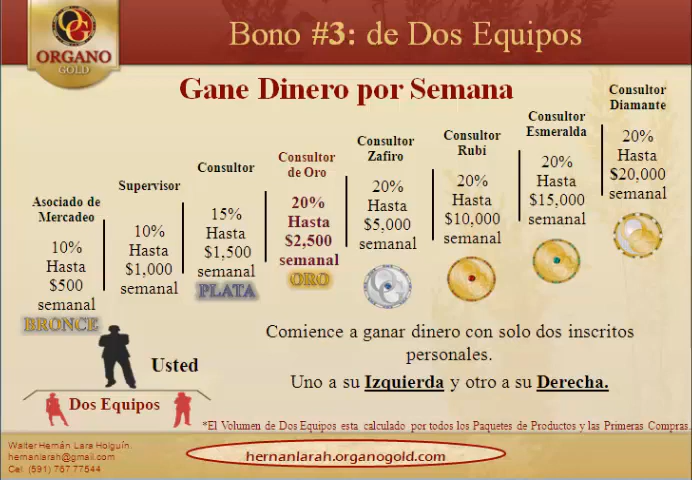 ORGANO
GOLD
Bono #3: de Dos Equipos
Gane Dinero por Semana
Asociado de
Mercadeo
10%
Hasta
$500
semanal
BRONCE
Supervisor
10%
Hasta
$1,000
semanal
Consultor
15%
Hasta
$1,500
semanal
PLATA
Consultor
de Oro
20%
Hasta
$2,500
semanal
ORO
Consultor
Zafiro
20%
Hasta
$5,000
semanal
Consultor
Rubí
20%
Hasta
$10,000
semanal
Consultor
Esmeralda
20%
Hasta
$15,000
semanal
Consultor
Diamante
20%
Hasta
$20,000
semanal
Usted
Dos Equipos
Comience a ganar dinero con solo dos inscritos
personales.
Uno a su Izquierda y otro a su Derecha.
*El Volumen de Dos Equipos esta calculado por todos los Paquetes de Productos y las Primeras Compras.
Walter Hernán Lara Holguín.
hernanlarah@gmail.com
Cel: (591) 767 77544
hernanlarah.organogold.com